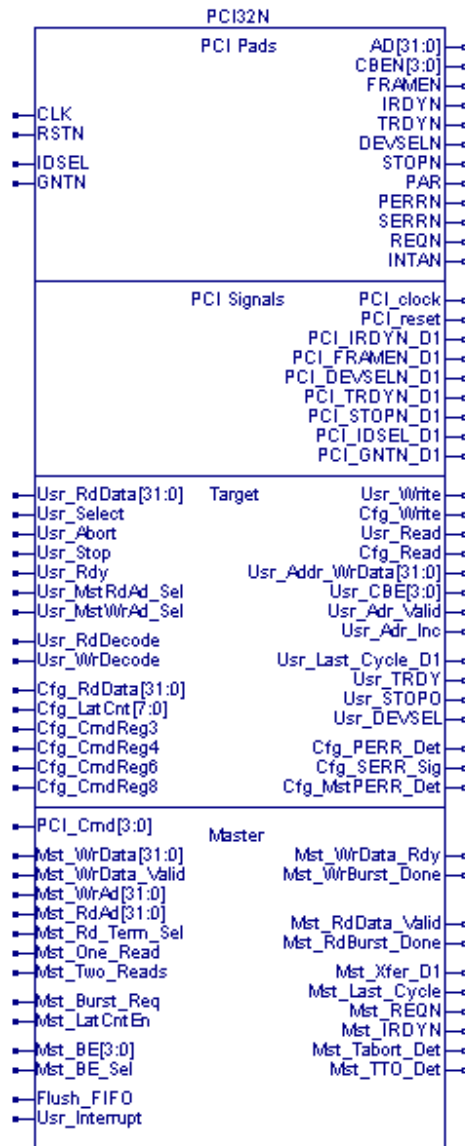 PCI32N
PCI Pads
AD[31:0]
CBEN[3:0]
FRAMEN
IRDYN
TRDYN
DEVSELN
STOPN
PAR
PERRN
SERRN
REQN
INTAN
CLK
RSTN
IDSEL
GNTN
PCI Signals
PCI_clock
PCI_reset
PCI_IRDYN_D1
PCI_FRAMEN_D1
PCI_DEVSELN_D1
PCI_TRDYN_D1
PCI_STOPN_D1
PCI_IDSEL_D1
PCI_GNTN_D1
Target
Usr_RdData[31:0]
Usr_Select
Usr_Abort
Usr_Stop
Usr_Rdy
Usr_MstRdAd_Sel
Usr_MstWrAd_Sel
Usr_RdDecode
Usr_WrDecode
Cfg_RdData[31:0]
Cfg_LatCnt[7:0]
Cfg_CmdReg3
Cfg_CmdReg4
Cfg_CmdReg6
Cfg_CmdReg8
Usr_Write
Cfg_Write
Usr_Read
Cfg_Read
Usr_Addr_WrData[31:0]
Usr_CBE[3:0]
Usr_Adr_Valid
Usr_Adr_Inc
Usr_Last_Cycle_D1
Usr_TRDY
Usr_STOPO
Usr_DEVSEL
Cfg_PERR_Det
Cfg_SERR_Sig
Cfg_MstPERR_Det
Master
PCI_Cmd[3:0]
Mst_WrData[31:0]
Mst_WrData_Valid
Mst_WrAd[31:0]
Mst_RdAd[31:0]
Mst_Rd_Term_Sel
Mst_One_Read
Mst_Two_Reads
Mst_Burst_Req
Mst_LatCntEn
Mst_BE[3:0]
Mst_BE_Sel
Flush_FIFO
Usr_Interrupt
Mst_WrData_Rdy
Mst_WrBurst_Done
Mst_RdData_Valid
Mst_RdBurst_Done
Mst_Xfer_D1
Mst_Last_Cycle
Mst_REQN
Mst_IRDYN
Mst_Tabort_Det
Mst_TTO_Det